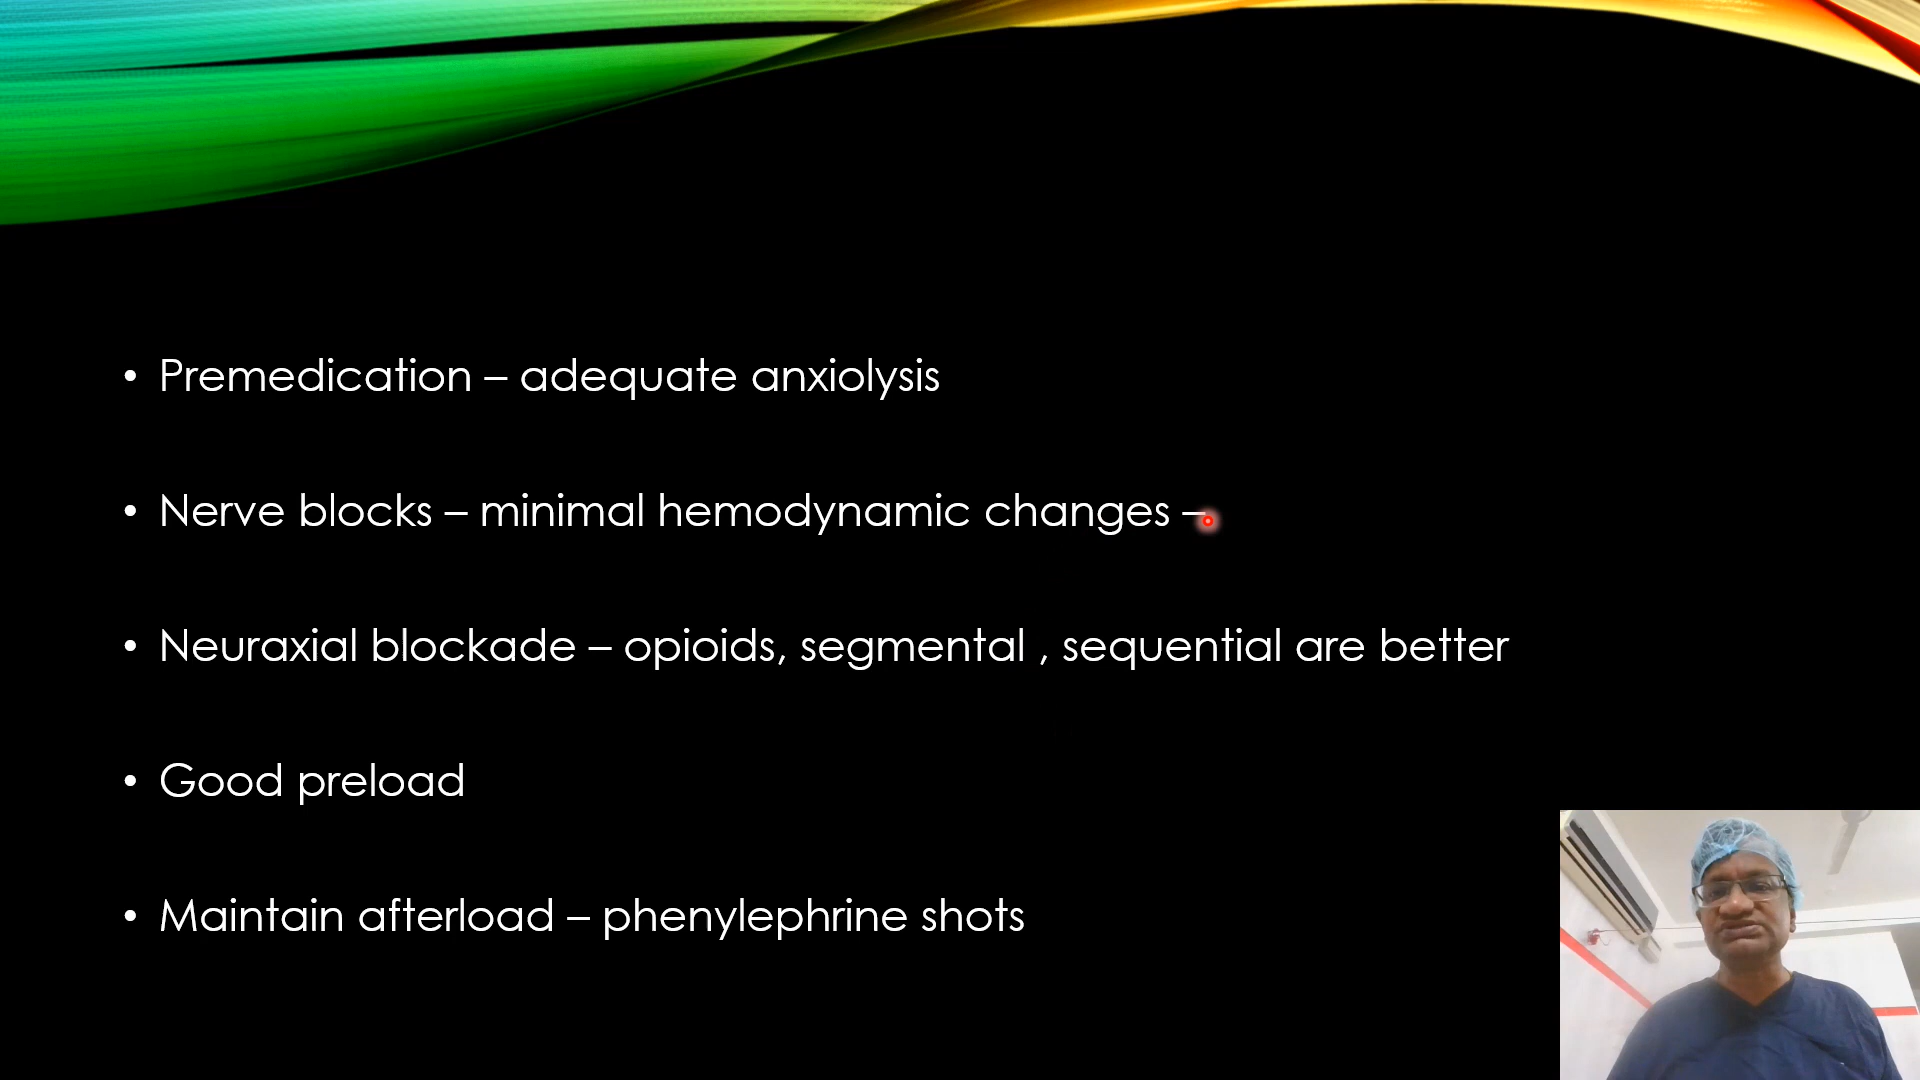 • Premedication – adequate anxiolysis
• Nerve blocks – minimal hemodynamic changes –
• Neuraxial blockade – opioids, segmental , sequential are better
• Good preload
• Maintain afterload – phenylephrine shots